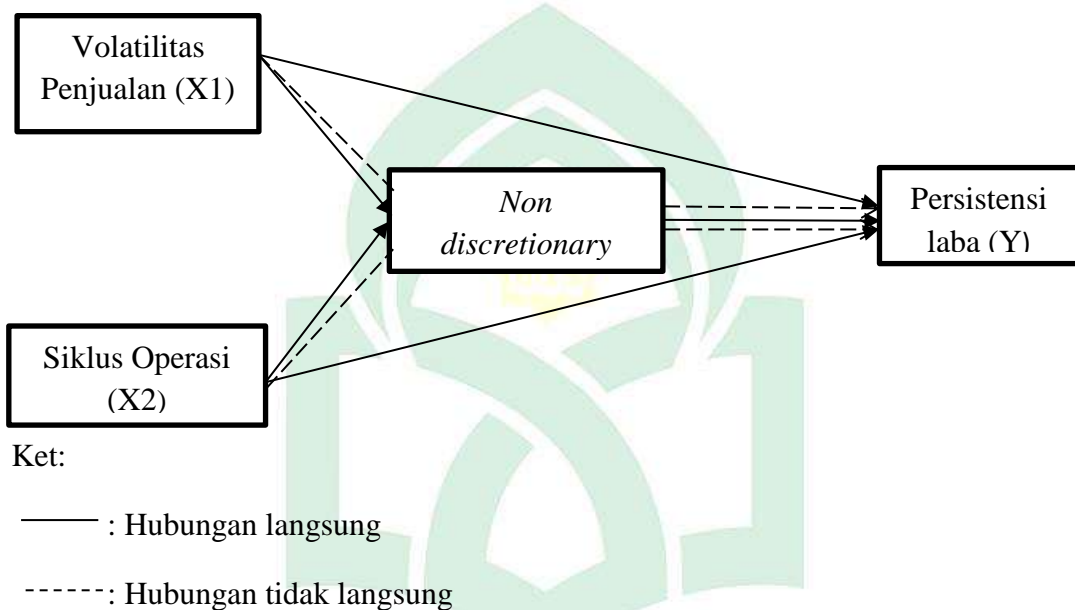 Volatilitas
Penjualan (X1)
Non
discretionary
Persistensi
laba (Y)
Siklus Operasi
(X2)
Ket:
: Hubungan langsung
: Hubungan tidak langsung